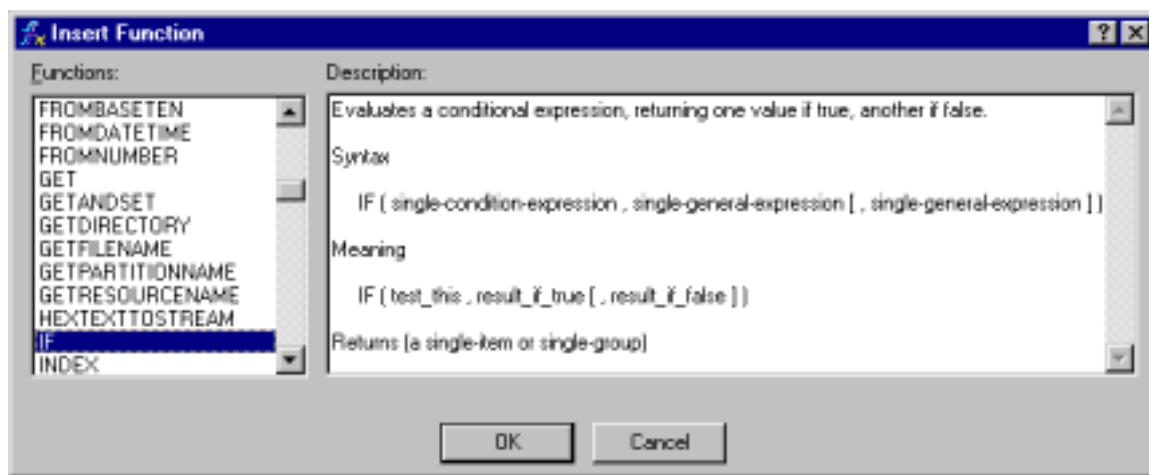 Insert Function
Functions:
Description:
FROMBASETEN
FROMDATETIME
FROMNUMBER
GET
GETANDSET
GETDIRECTORY
GETFILENAME
GETPARTITIONNAME
GETRESOURCENAME
HEXTEXTTOSTREAM
IF
INDEX
Evaluates a conditional expression, returning one value if true, another if false.
Syntax
IF ( single-condition-expression , single-general-expression [ , single-general-expression ] )
Meaning
IF ( test_this , result_if_true [ , result_if_false ] )
Returns (a single-item or single-group)
OK
Cancel